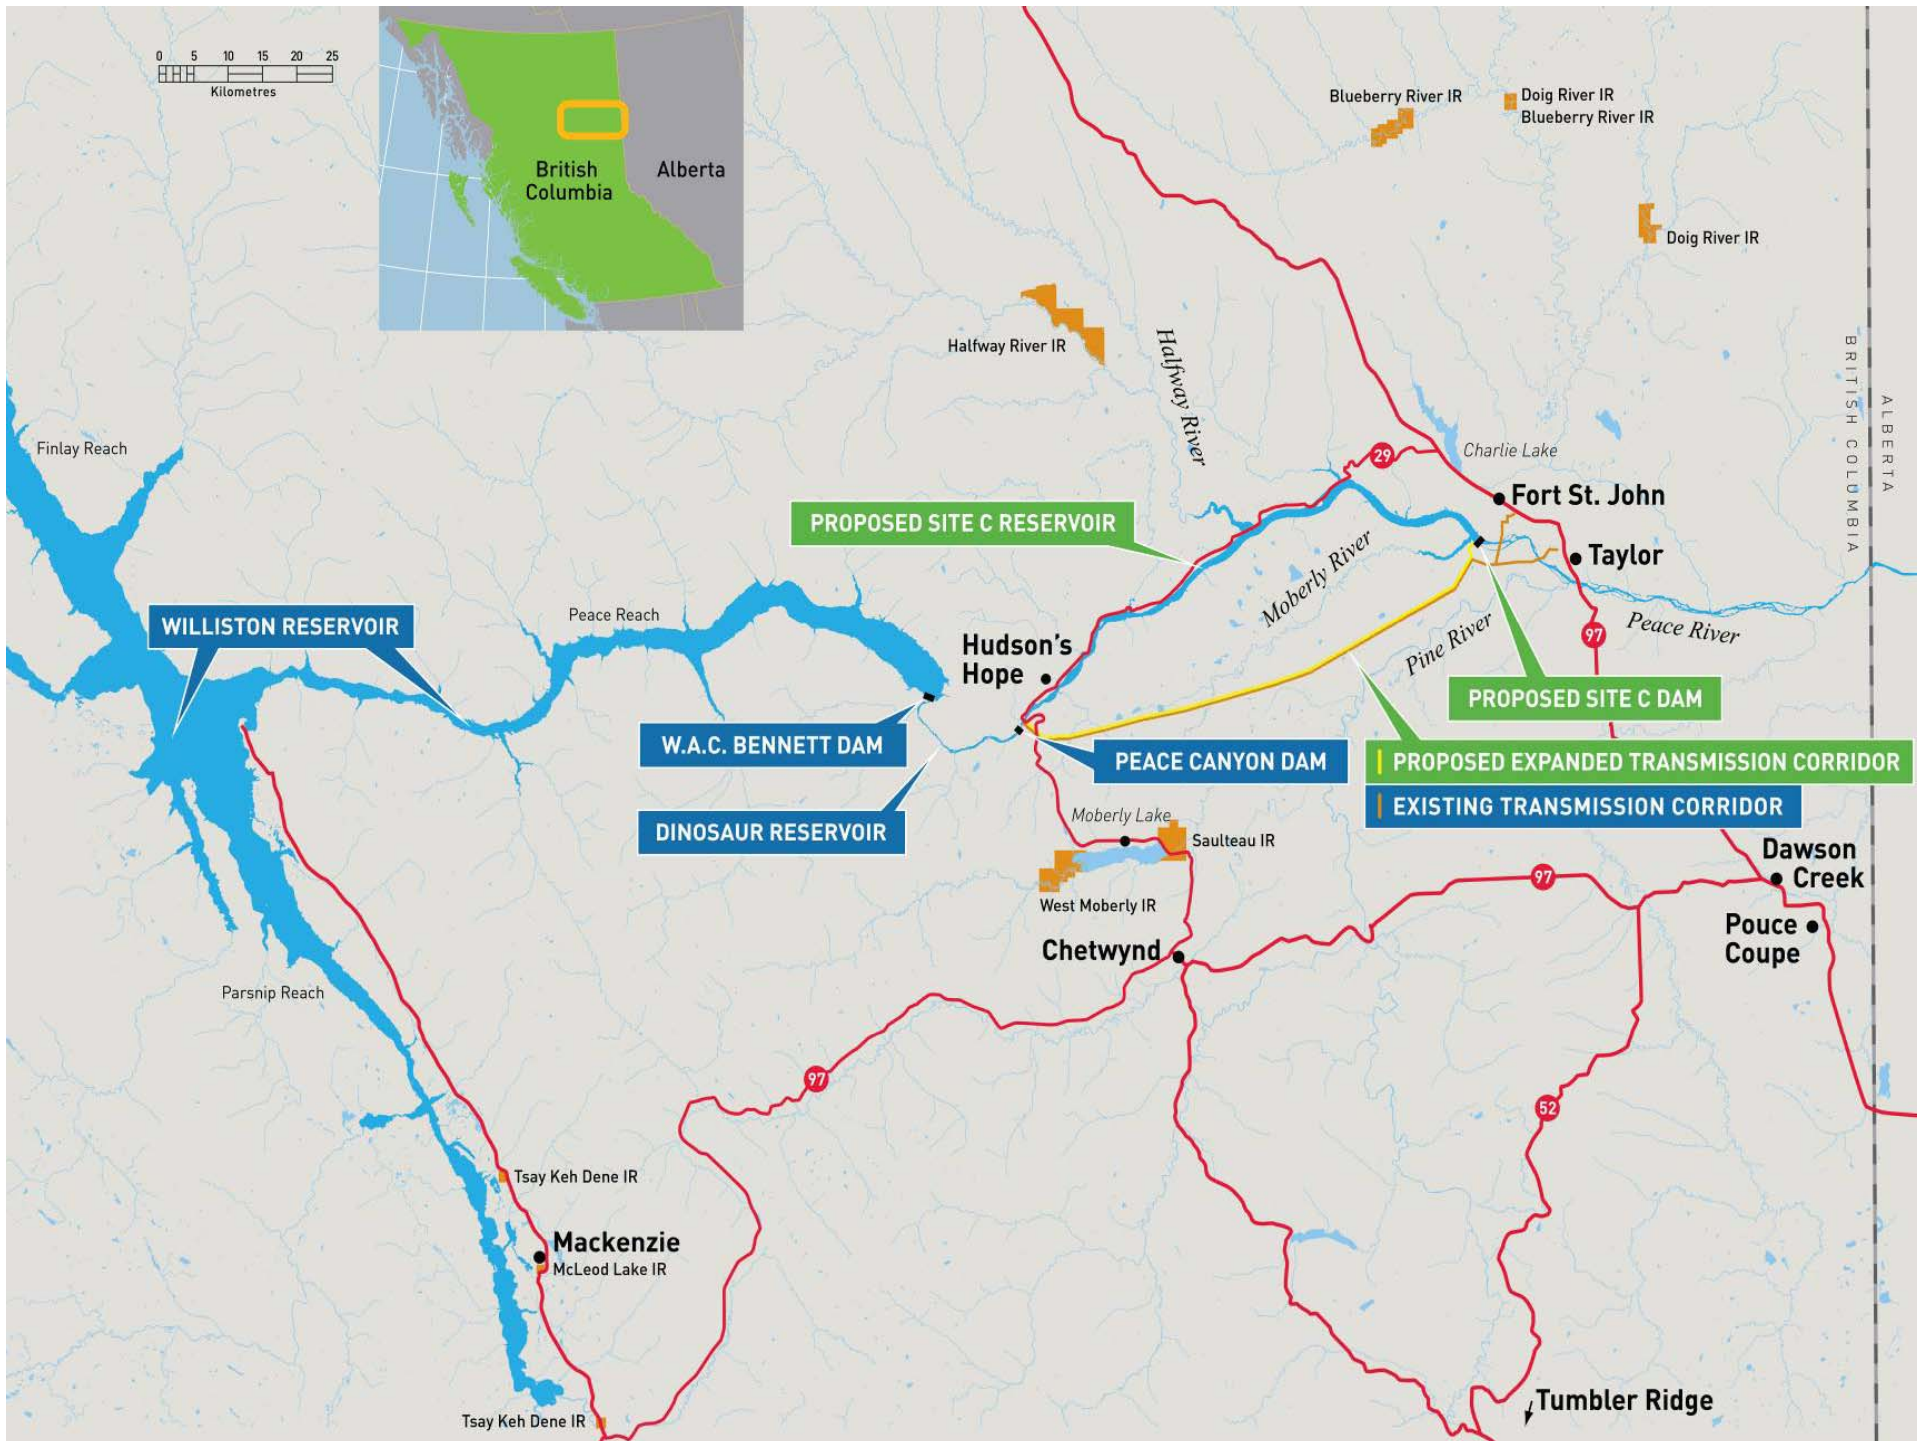 0 5 10 15 20 25
Kilometres
British
Columbia
Alberta
Blueberry River IR
Doig River IR
Blueberry River IR
Doig River IR
Halfway River IR
Halfway River
BRITISH COLUMBIA
ALBERTA
Finlay Reach
29
Charlie Lake
Fort St. John
PROPOSED SITE C RESERVOIR
Moberly River
Taylor
Peace Reach
WILLISTON RESERVOIR
Hudson's
Hope
Pine River
97
Peace River
PROPOSED SITE C DAM
W.A.C. BENNETT DAM
PEACE CANYON DAM
PROPOSED EXPANDED TRANSMISSION CORRIDOR
EXISTING TRANSMISSION CORRIDOR
DINOSAUR RESERVOIR
Moberly Lake
Saulteau IR
West Moberly IR
97
Dawson
Creek
Pouce
Coupe
Chetwynd
Parsnip Reach
97
52
Tsay Keh Dene IR
Mackenzie
McLeod Lake IR
Tsay Keh Dene IR
Tumbler Ridge